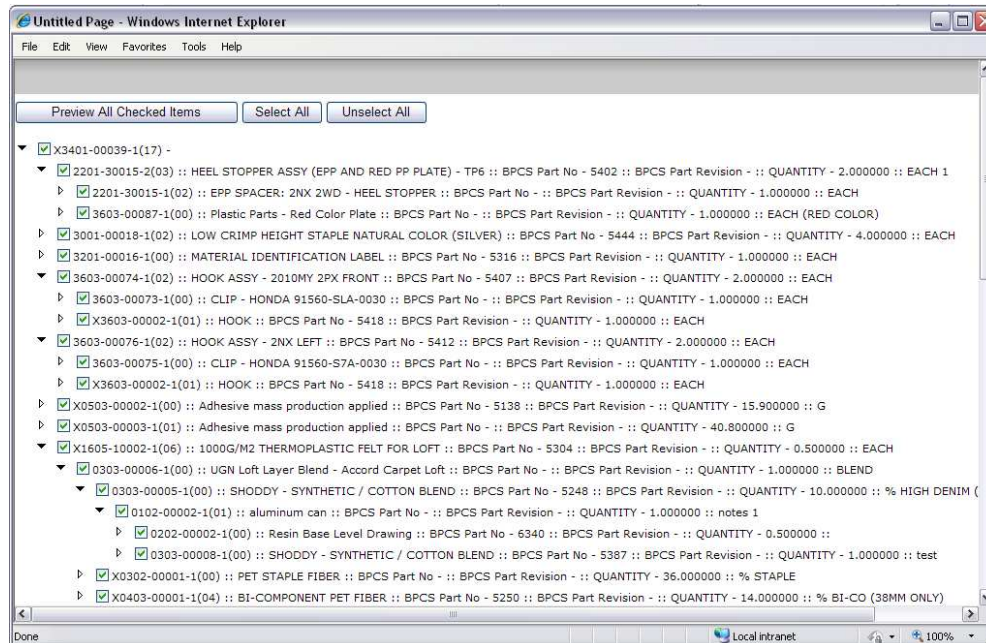 Untitled Page - Windows Internet Explorer
File Edit View Favorites Tools Help
Preview All Checked Items Select All Unselect All
X3401-00039-1(17) -
2201-30015-2(03) :: HEEL STOPPER ASSY (EPP AND RED PP PLATE) - TP6 :: BPCS Part No - 5402 :: BPCS Part Revision - :: QUANTITY - 2.000000 :: EACH 1
2201-30015-1(02) :: EPP SPACER: 2NX 2WD - HEEL STOPPER :: BPCS Part No - :: BPCS Part Revision - :: QUANTITY - 1.000000 :: EACH
3603-00087-1(00) :: Plastic Parts - Red Color Plate :: BPCS Part No - :: BPCS Part Revision - :: QUANTITY - 1.000000 :: EACH (RED COLOR)
3001-00018-1(02) :: LOW CRIMP HEIGHT STAPLE NATURAL COLOR (SILVER) :: BPCS Part No - 5444 :: BPCS Part Revision - :: QUANTITY - 4.000000 :: EACH
3201-00016-1(00) :: MATERIAL IDENTIFICATION LABEL :: BPCS Part No - 5316 :: BPCS Part Revision - :: QUANTITY - 1.000000 :: EACH
3603-00074-1(02) :: HOOK ASSY - 2010MY 2PX FRONT :: BPCS Part No - 5407 :: BPCS Part Revision - :: QUANTITY - 2.000000 :: EACH
3603-00073-1(00) :: CLIP - HONDA 91560-SLA-0030 :: BPCS Part No - :: BPCS Part Revision - :: QUANTITY - 1.000000 :: EACH
X3603-00002-1(01) :: HOOK :: BPCS Part No - 5418 :: BPCS Part Revision - :: QUANTITY - 1.000000 :: EACH
3603-00076-1(02) :: HOOK ASSY - 2NX LEFT :: BPCS Part No - 5412 :: BPCS Part Revision - :: QUANTITY - 2.000000 :: EACH
3603-00075-1(00) :: CLIP - HONDA 91560-S7A-0030 :: BPCS Part No - :: BPCS Part Revision - :: QUANTITY - 1.000000 :: EACH
X3603-00002-1(01) :: HOOK :: BPCS Part No - 5418 :: BPCS Part Revision - :: QUANTITY - 1.000000 :: EACH
X0503-00002-1(00) :: Adhesive mass production applied :: BPCS Part No - 5138 :: BPCS Part Revision - :: QUANTITY - 15.900000 :: G
X0503-00003-1(01) :: Adhesive mass production applied :: BPCS Part No - :: BPCS Part Revision - :: QUANTITY - 40.800000 :: G
X1605-10002-1(06) :: 1000G/M2 THERMOPLASTIC FELT FOR LOFT :: BPCS Part No - 5304 :: BPCS Part Revision - :: QUANTITY - 0.500000 :: EACH
0303-00006-1(00) :: UGN Loft Layer Blend - Accord Carpet Loft :: BPCS Part No - :: BPCS Part Revision - :: QUANTITY - 1.000000 :: BLEND
0303-00005-1(00) :: SHODDY - SYNTHETIC / COTTON BLEND :: BPCS Part No - 5248 :: BPCS Part Revision - :: QUANTITY - 10.000000 :: % HIGH DENIM (
0102-00002-1(01) :: aluminum can :: BPCS Part No - :: BPCS Part Revision - :: QUANTITY - 1.000000 :: notes 1
0202-00002-1(00) :: Resin Base Level Drawing :: BPCS Part No - 6340 :: BPCS Part Revision - :: QUANTITY - 0.500000 ::
0303-00008-1(00) :: SHODDY - SYNTHETIC / COTTON BLEND :: BPCS Part No - 5387 :: BPCS Part Revision - :: QUANTITY - 1.000000 :: test
X0302-00001-1(00) :: PET STAPLE FIBER :: BPCS Part No - :: BPCS Part Revision - :: QUANTITY - 36.000000 :: % STAPLE
X0403-00001-1(04) :: BI-COMPONENT PET FIBER :: BPCS Part No - 5250 :: BPCS Part Revision - :: QUANTITY - 14.000000 :: % BI-CO (38MM ONLY)
Done Local intranet 100%